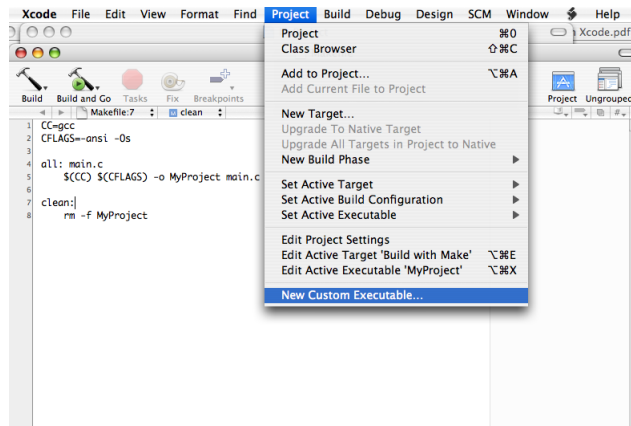 Xcode File Edit View Format Find Project Build Debug Design SCM Window Help
Xcode.pdf
Project ⌘0
Class Browser ⇧⌘C
Add to Project... ⌥⌘A
Add Current File to Project
New Target...
Upgrade To Native Target
Upgrade All Targets in Project to Native
New Build Phase
Set Active Target
Set Active Build Configuration
Set Active Executable
Edit Project Settings
Edit Active Target 'Build with Make' ⌥⌘E
Edit Active Executable 'MyProject' ⌥⌘X
New Custom Executable...
Build Build and Go Tasks Fix Breakpoints Project Ungrouped
Makefile:7 clean
1 CC=gcc
2 CFLAGS=-ansi -Os
3
4 all: main.c
5 $(CC) $(CFLAGS) -o MyProject main.c
6
7 clean:
8 rm -f MyProject